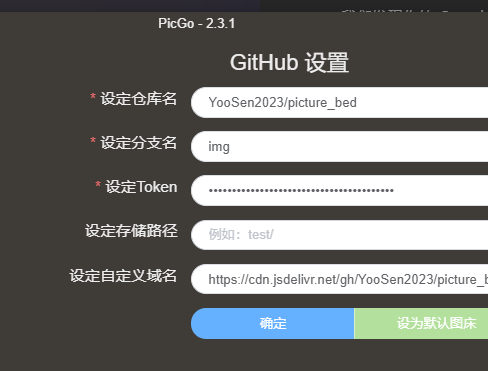 PicGo - 2.3.1
GitHub 设置
* 设定仓库名 YooSen2023/picture_bed
* 设定分支名 img
* 设定Token ••••••••••••••••••••••••••••••••••••••••
设定存储路径 例如：test/
设定自定义域名 https://cdn.jsdelivr.net/gh/YooSen2023/picture_b
确定 设为默认图床